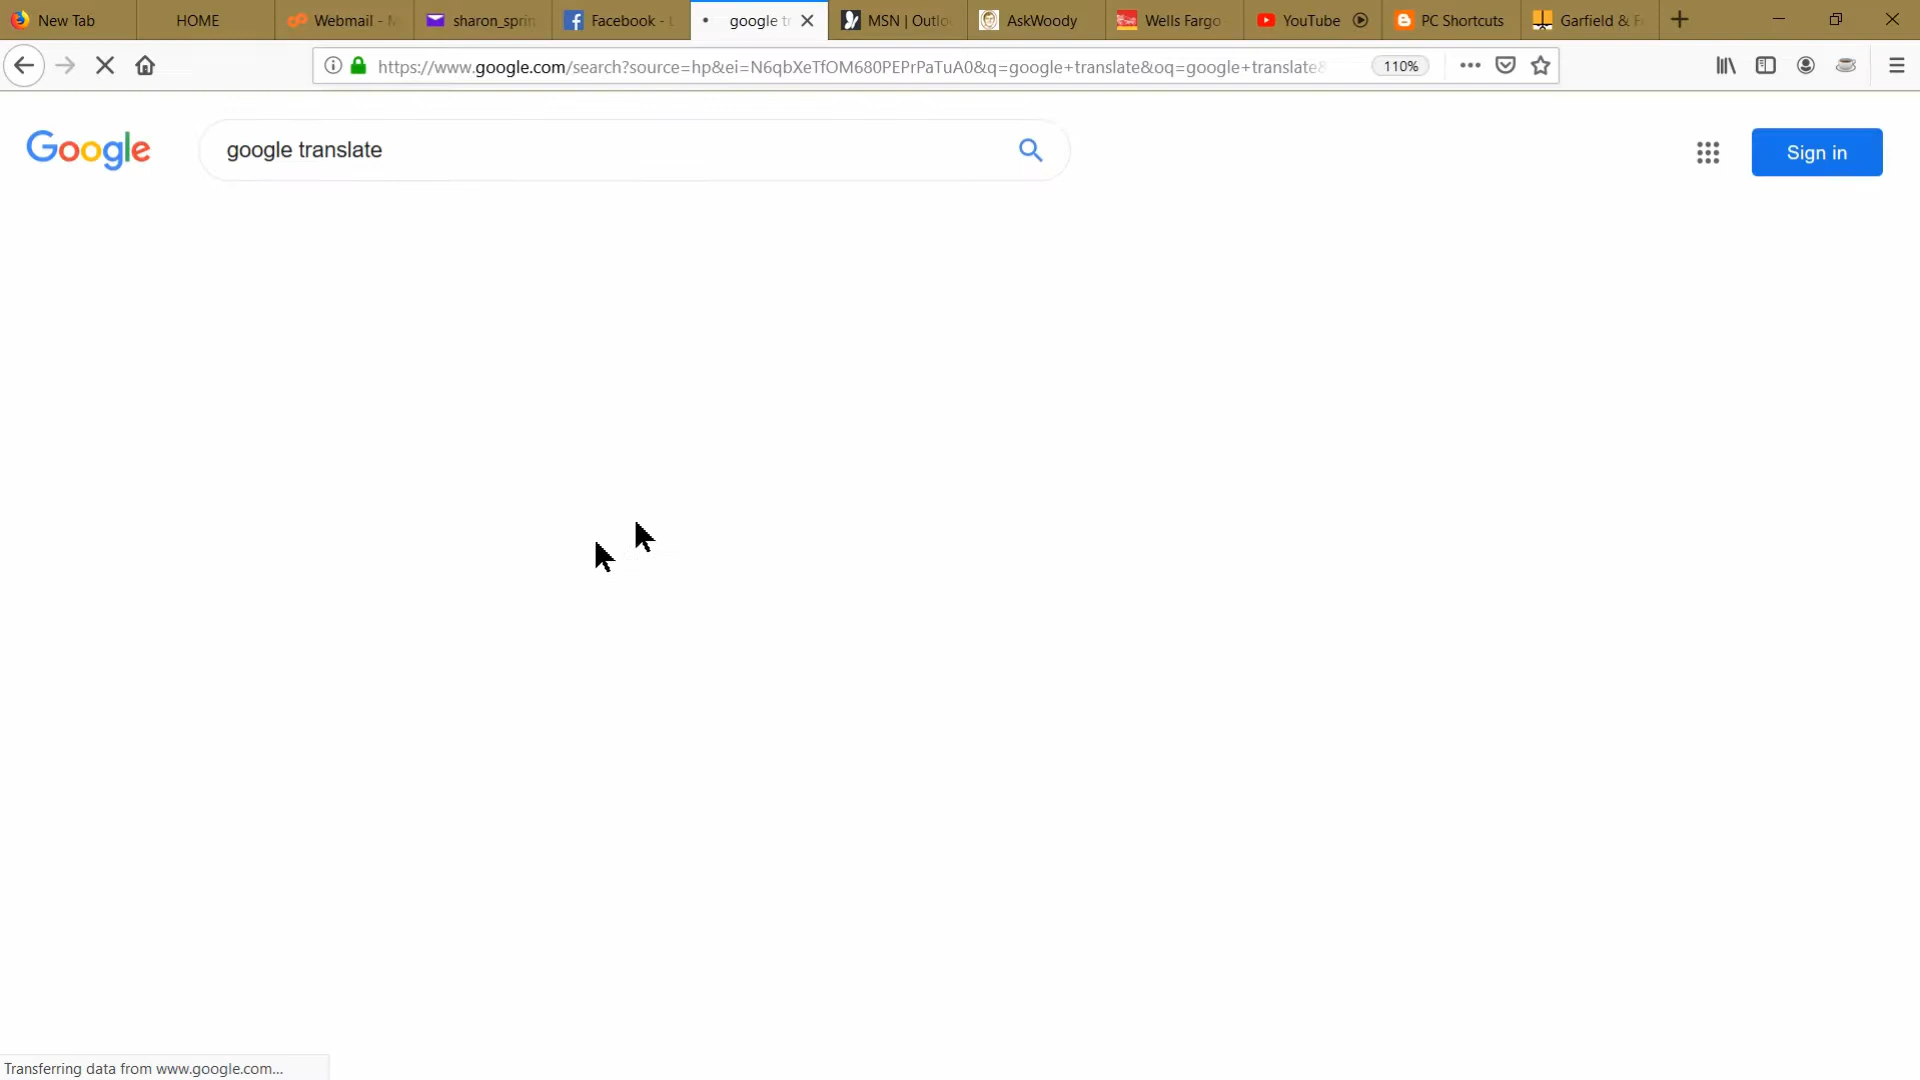 New Tab
HOME
Webmail -
sharon_sprin
Facebook -
google tr
MSN | Outlo
AskWoody
Wells Fargo
YouTube
PC Shortcuts
Garfield & F
https://www.google.com/search?source=hp&ei=N6qbXeTfOM680PEPrPaTuA0&q=google+translate&oq=google+translate&
110%
Google
google translate
Sign in
Transferring data from www.google.com...